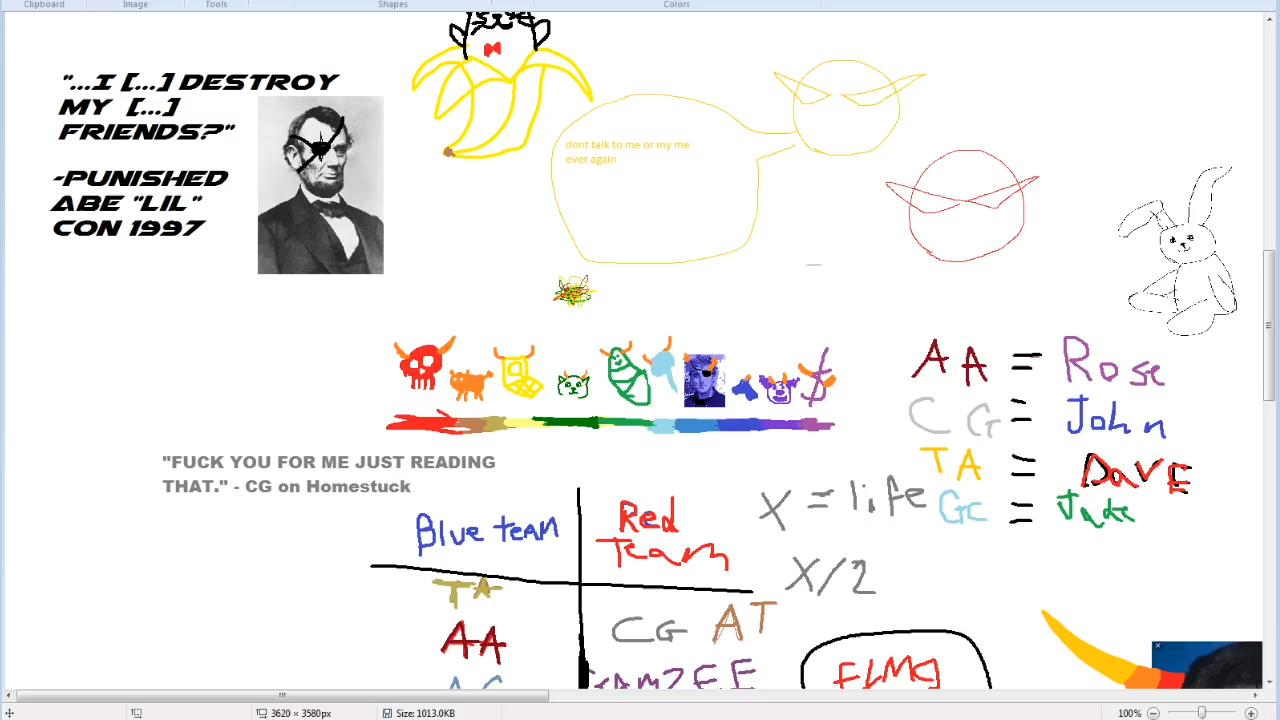 Clipboard
Image
Tools
Shapes
Colors
"...I [...] DESTROY
MY [...]
FRIENDS?"
-PUNISHED
ABE "LIL"
CON 1997
dont talk to me or my me
ever again
AA = Rose
CG = John
TA = DAVE
GC = Jade
"FUCK YOU FOR ME JUST READING
THAT." - CG on Homestuck
X = life
X/2
Blue team
Red
Team
TA
AA
CG AT
GAMZEE
100%
3620 × 3580px
Size: 1013.0KB